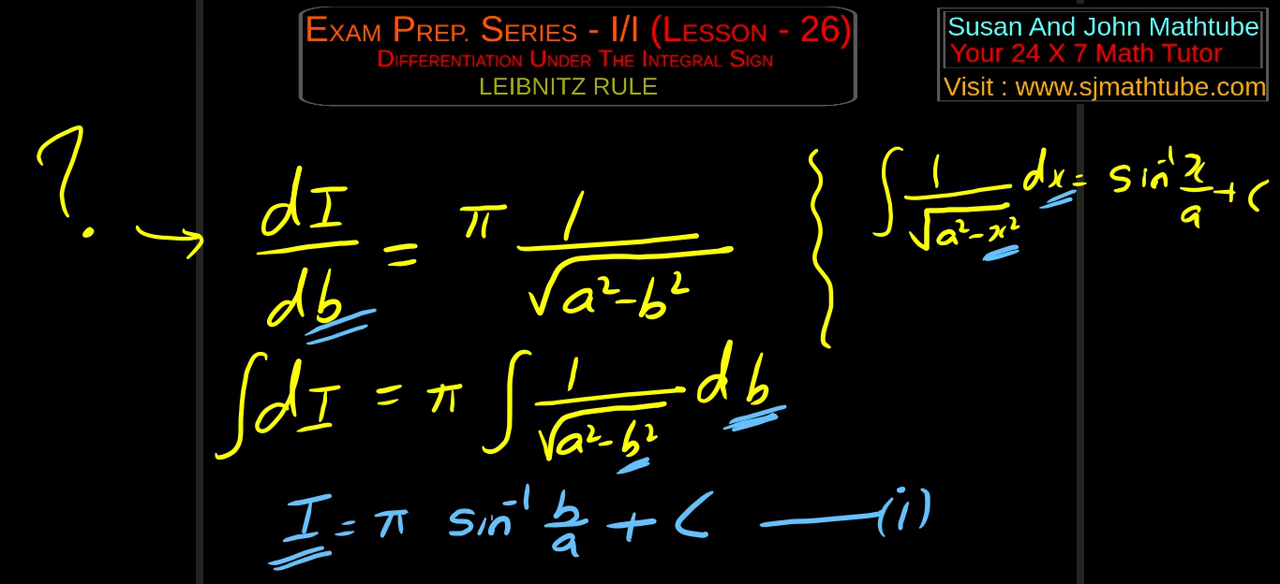 EXAM PREP. SERIES - I/I (LESSON - 26)
DIFFERENTIATION UNDER THE INTEGRAL SIGN
LEIBNITZ RULE
Susan And John Mathtube
Your 24 X 7 Math Tutor
Visit : www.sjmathtube.com
? → dI/db = π 1/√(a²-b²)
∫ 1/√(a²-x²) dx = sin⁻¹ x/a + C
∫dI = π ∫ 1/√(a²-b²) db
I = π sin⁻¹ b/a + C —(i)